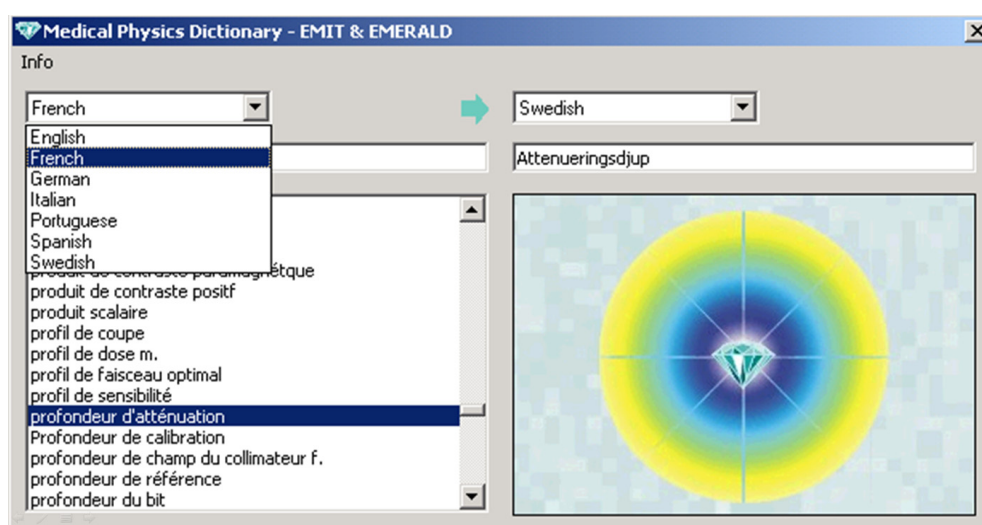 Medical Physics Dictionary - EMIT & EMERALD
Info
French
Swedish
English
French
German
Italian
Portuguese
Spanish
Swedish
Attenueringsdjup
produit de contraste paramagnétque
produit de contraste positf
produit scalaire
profil de coupe
profil de dose m.
profil de faisceau optimal
profil de sensibilité
profondeur d'atténuation
Profondeur de calibration
profondeur de champ du collimateur f.
profondeur de référence
profondeur du bit